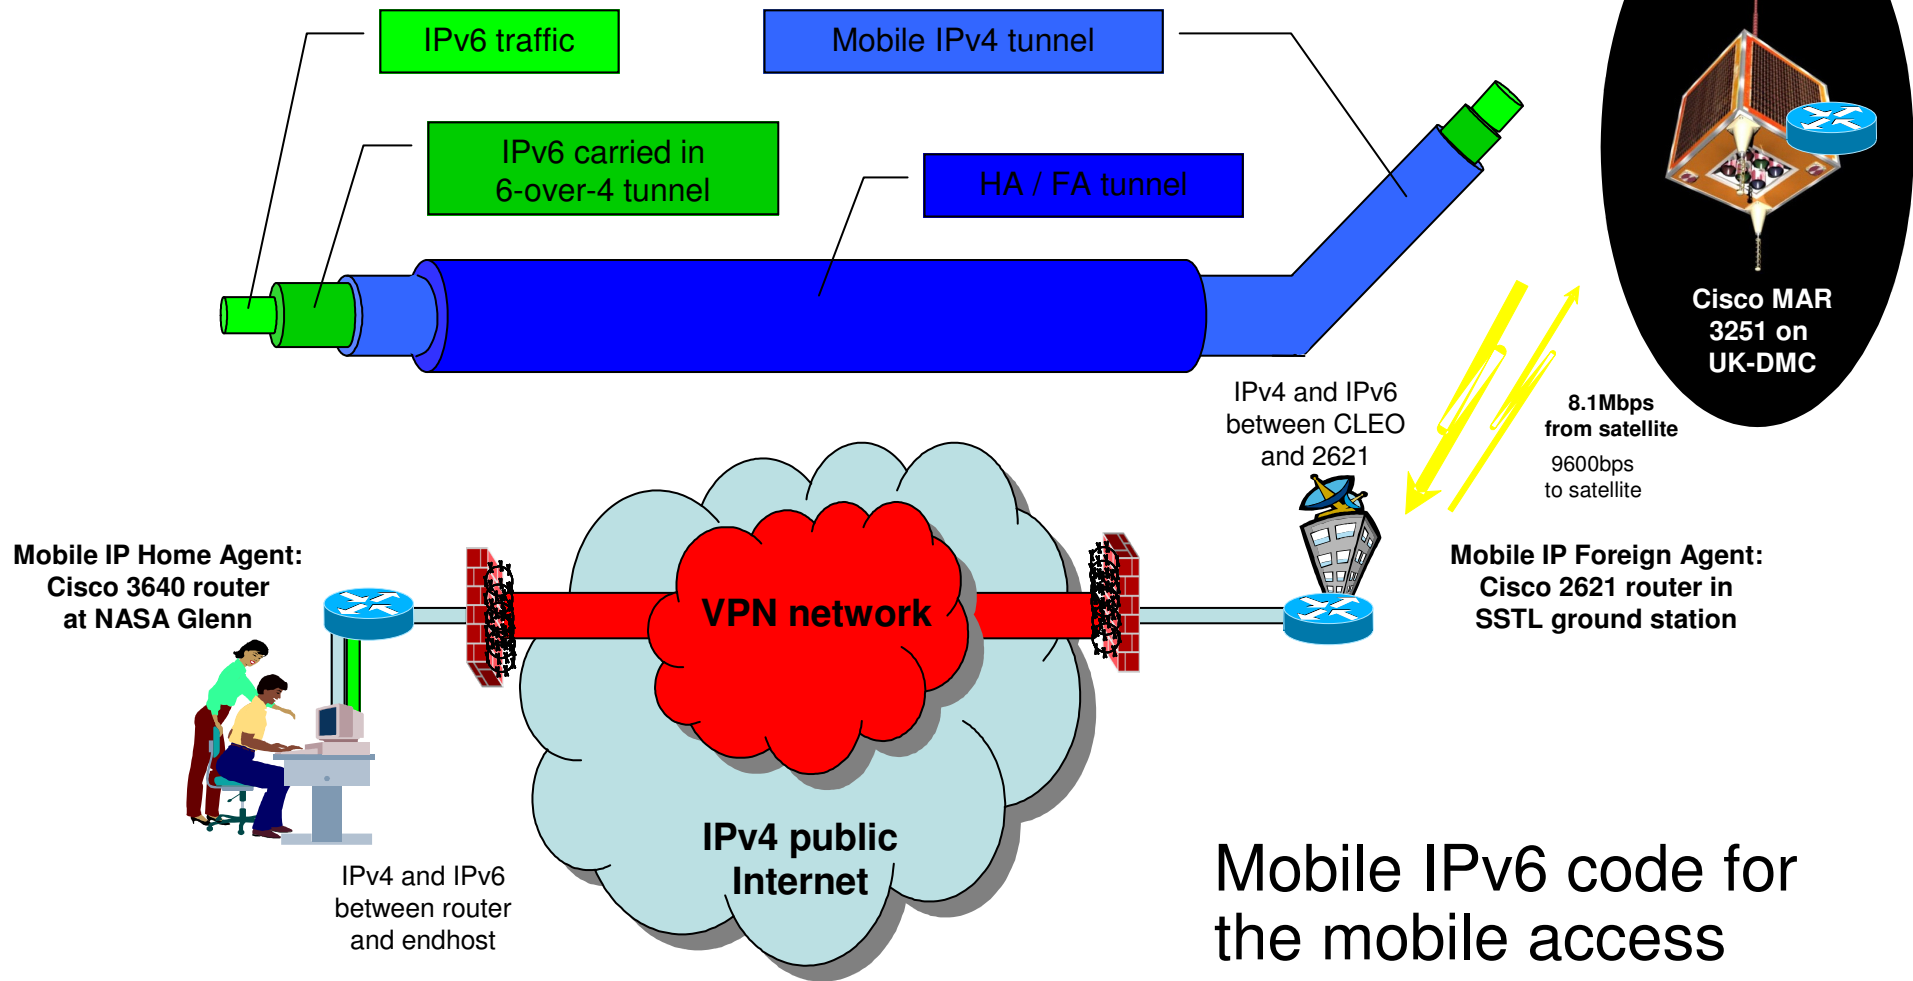 IPv6 traffic
Mobile IPv4 tunnel
IPv6 carried in
6-over-4 tunnel
HA / FA tunnel
Cisco MAR
3251 on
UK-DMC
IPv4 and IPv6
between CLEO
and 2621
8.1Mbps
from satellite
9600bps
to satellite
Mobile IP Home Agent:
Cisco 3640 router
at NASA Glenn
VPN network
Mobile IP Foreign Agent:
Cisco 2621 router in
SSTL ground station
IPv4 public
Internet
IPv4 and IPv6
between router
and endhost
Mobile IPv6 code for
the mobile access